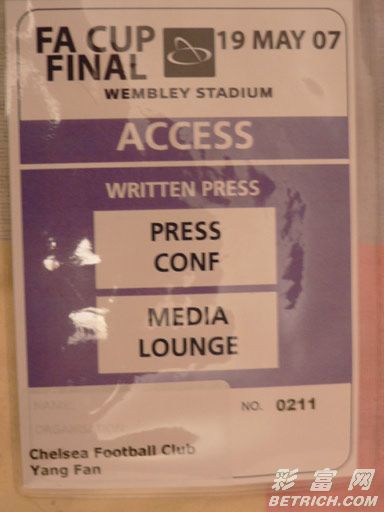 FA CUP FINAL 19 MAY 07
WEMBLEY STADIUM
ACCESS
WRITTEN PRESS
PRESS
CONF
MEDIA
LOUNGE
NAME:
NO. 0211
ORGANISATION:
Chelsea Football Club
Yang Fan
彩富网
BETRICH.COM